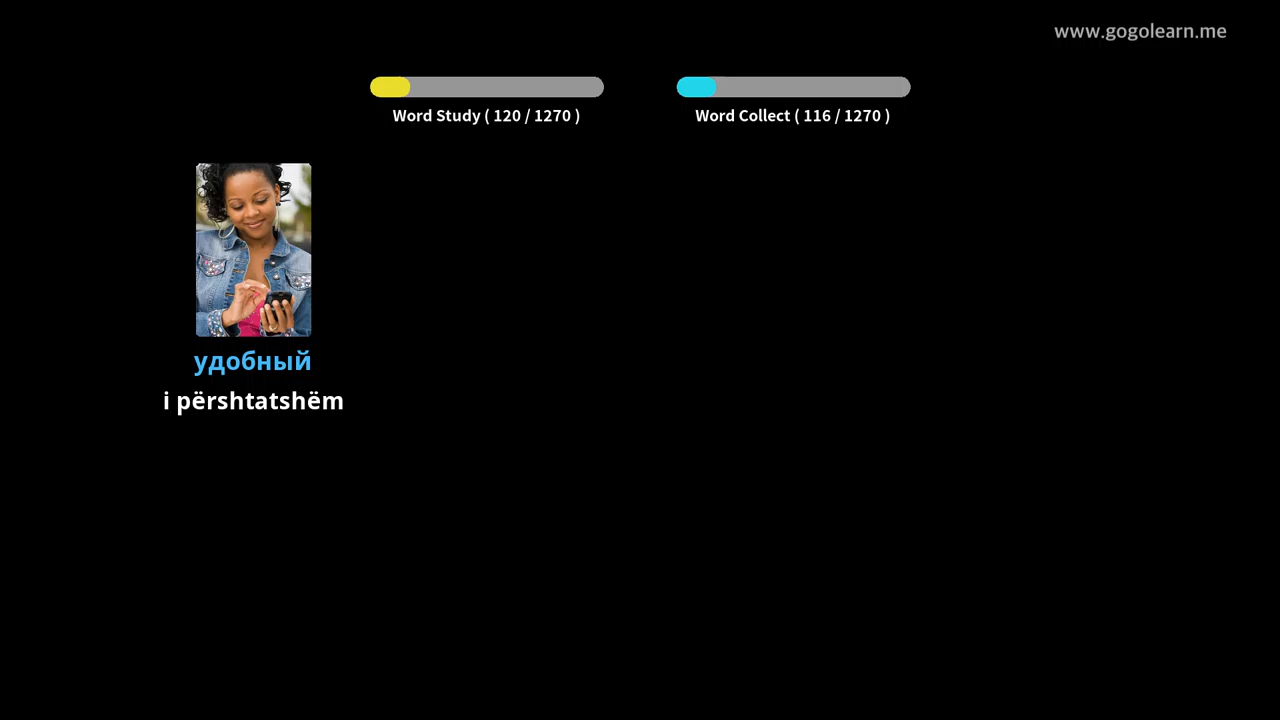 www.gogolearn.me
Word Study ( 120 / 1270 )
Word Collect ( 116 / 1270 )
удобный
i përshtatshëm